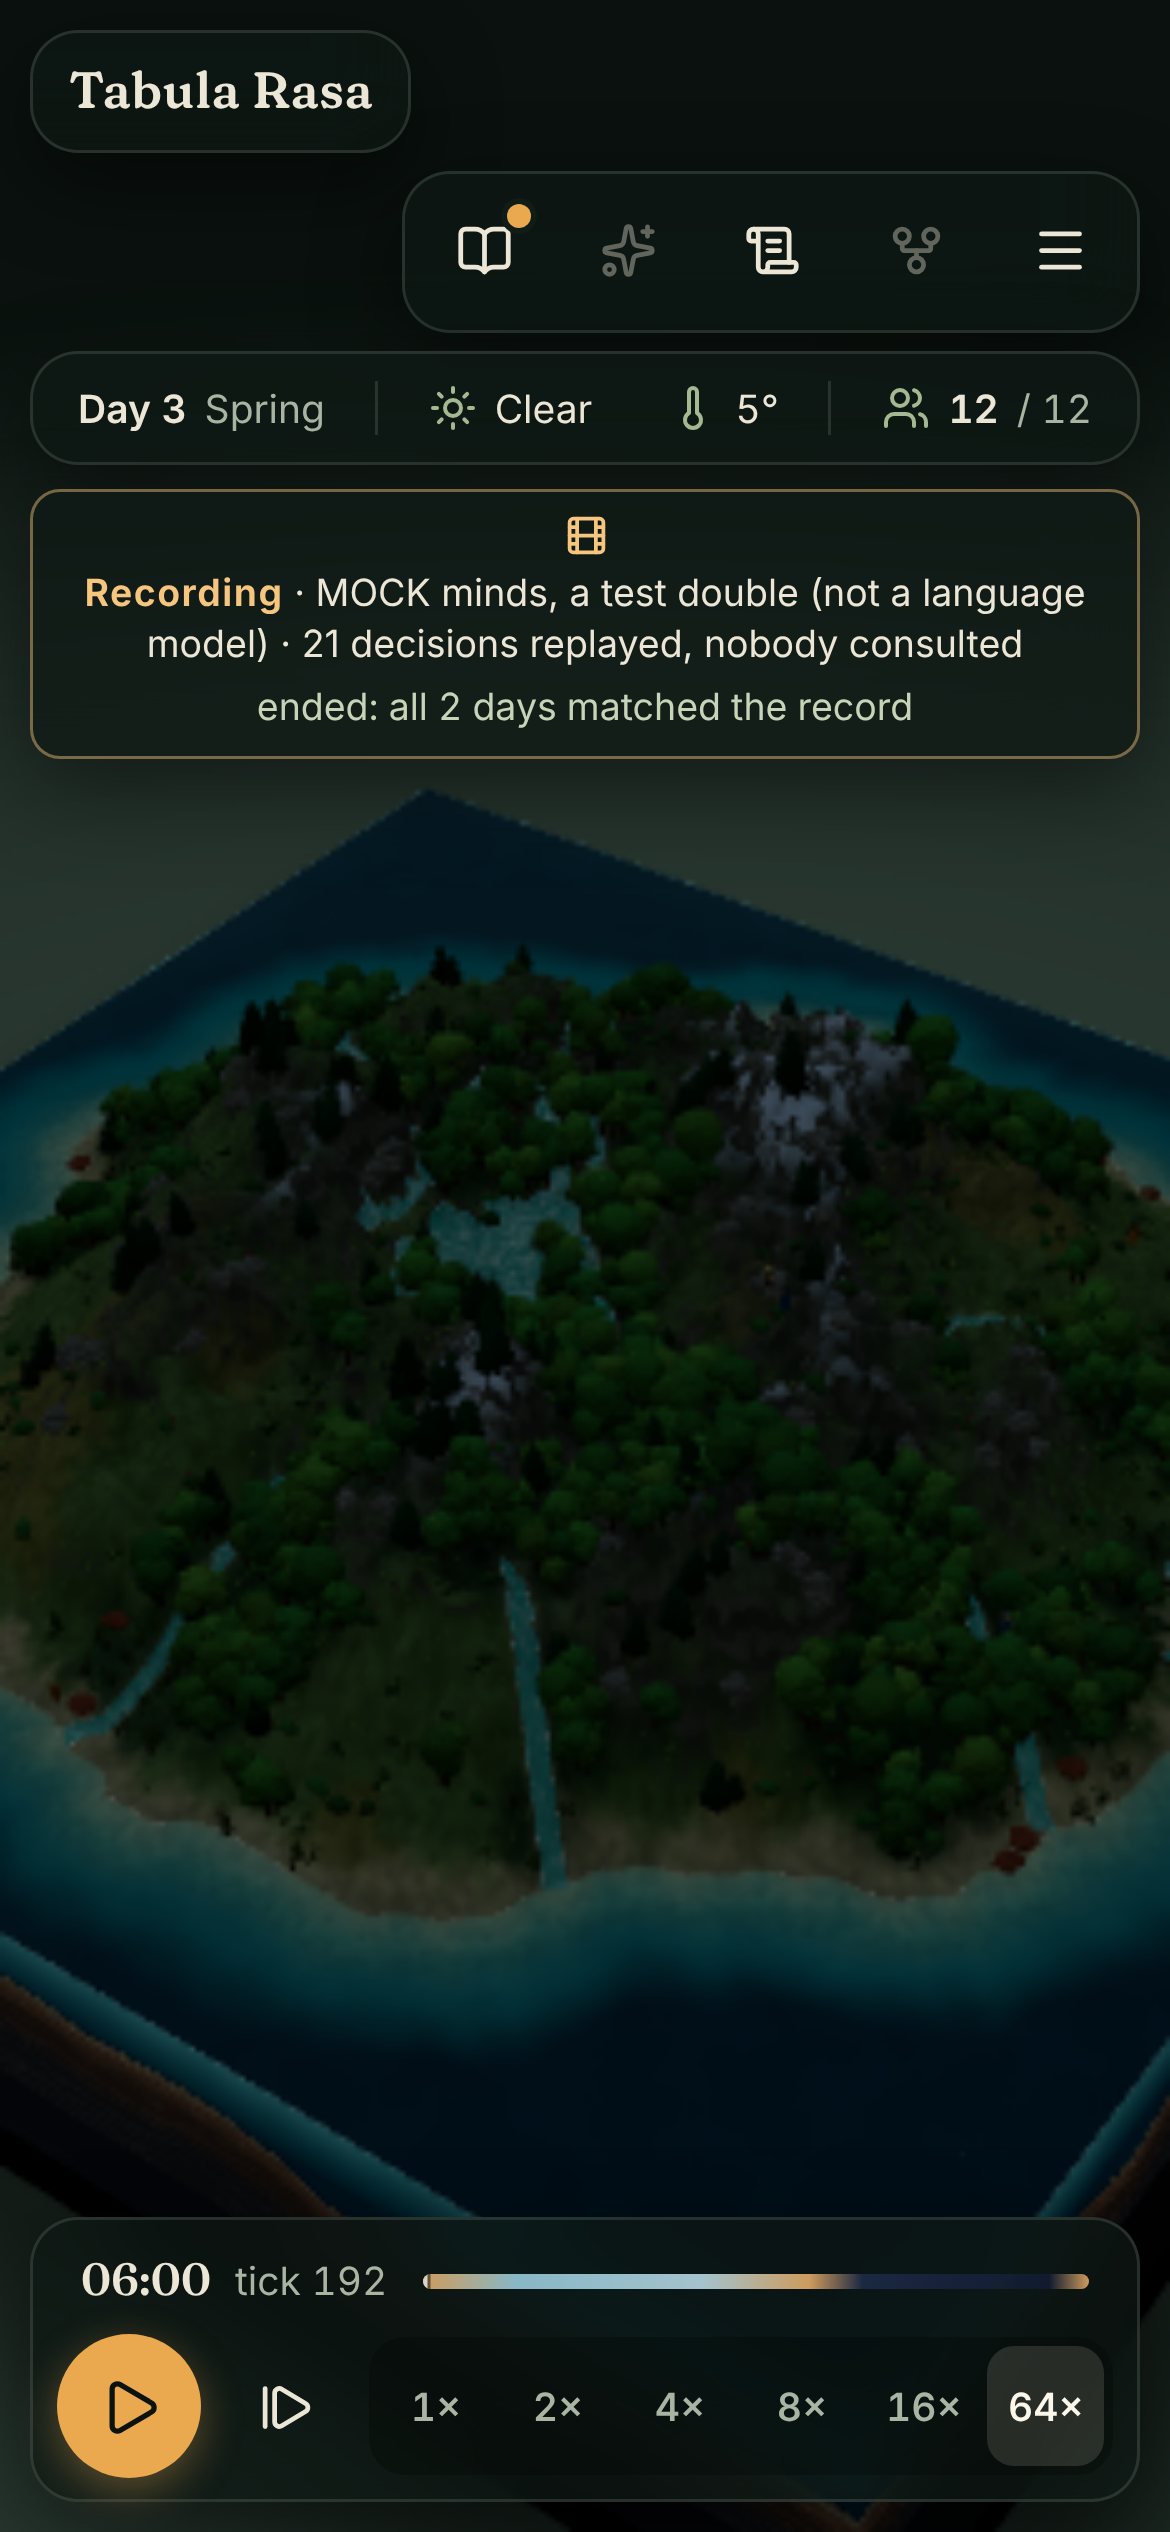 Tabula Rasa
Day 3 Spring Clear 5° 12 / 12
Recording · MOCK minds, a test double (not a language
model) · 21 decisions replayed, nobody consulted
ended: all 2 days matched the record
06:00 tick 192
1× 2× 4× 8× 16× 64×